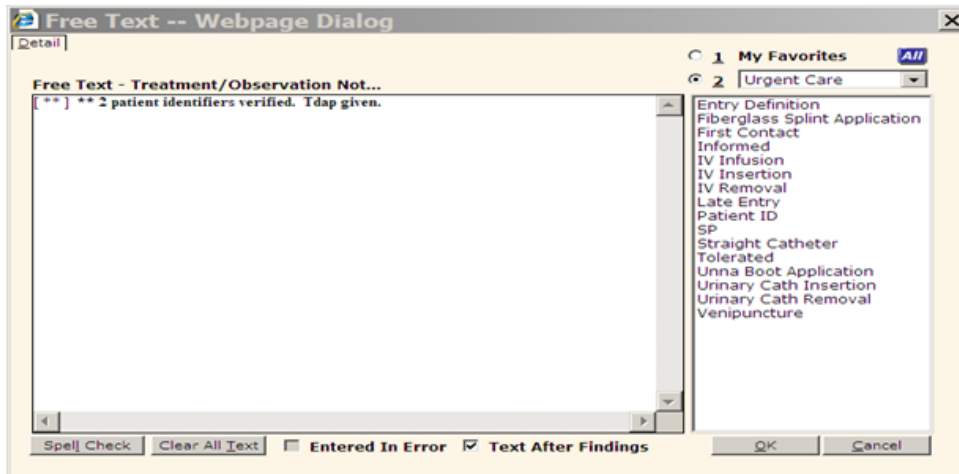 Free Text -- Webpage Dialog
Detail
1 My Favorites All
2 Urgent Care
Free Text - Treatment/Observation Not...
[ ** ] ** 2 patient identifiers verified. Tdap given.
Entry Definition
Fiberglass Splint Application
First Contact
Informed
IV Infusion
IV Insertion
IV Removal
Late Entry
Patient ID
SP
Straight Catheter
Tolerated
Unna Boot Application
Urinary Cath Insertion
Urinary Cath Removal
Venipuncture
Spell Check Clear All Text Entered In Error Text After Findings OK Cancel